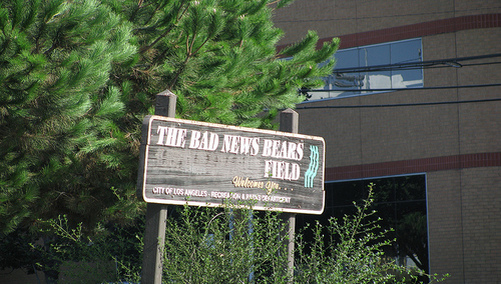 THE BAD NEWS BEARS
FIELD
Welcomes You...
CITY OF LOS ANGELES - RECREATION & PARKS DEPARTMENT